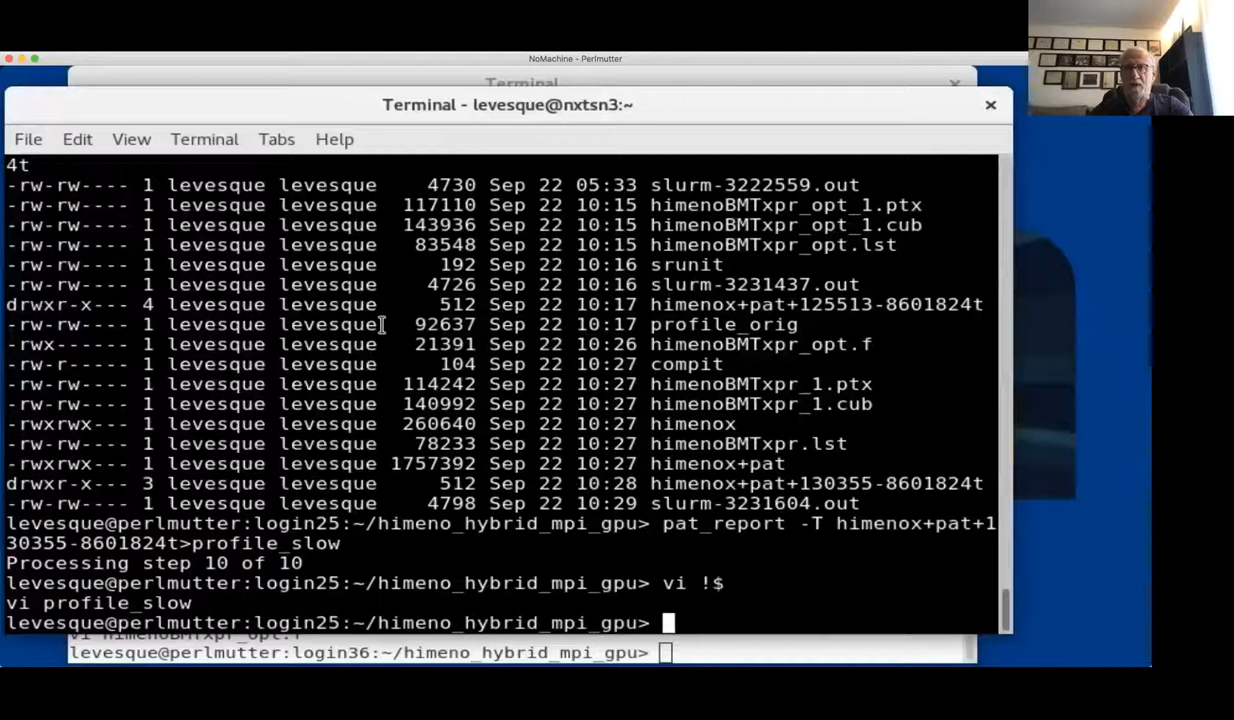 NoMachine - Perlmutter
Terminal
Terminal - levesque@nxtsn3:~
File Edit View Terminal Tabs Help
4t
-rw-rw---- 1 levesque levesque 4730 Sep 22 05:33 slurm-3222559.out
-rw-rw---- 1 levesque levesque 117110 Sep 22 10:15 himenoBMTxpr_opt_1.ptx
-rw-rw---- 1 levesque levesque 143936 Sep 22 10:15 himenoBMTxpr_opt_1.cub
-rw-rw---- 1 levesque levesque 83548 Sep 22 10:15 himenoBMTxpr_opt.lst
-rw-rw---- 1 levesque levesque 192 Sep 22 10:16 srunit
-rw-rw---- 1 levesque levesque 4726 Sep 22 10:16 slurm-3231437.out
drwxr-x--- 4 levesque levesque 512 Sep 22 10:17 himenox+pat+125513-8601824t
-rw-rw---- 1 levesque levesque 92637 Sep 22 10:17 profile_orig
-rwx------ 1 levesque levesque 21391 Sep 22 10:26 himenoBMTxpr_opt.f
-rw-r----- 1 levesque levesque 104 Sep 22 10:27 compit
-rw-rw---- 1 levesque levesque 114242 Sep 22 10:27 himenoBMTxpr_1.ptx
-rw-rw---- 1 levesque levesque 140992 Sep 22 10:27 himenoBMTxpr_1.cub
-rwxrwx--- 1 levesque levesque 260640 Sep 22 10:27 himenox
-rw-rw---- 1 levesque levesque 78233 Sep 22 10:27 himenoBMTxpr.lst
-rwxrwx--- 1 levesque levesque 1757392 Sep 22 10:27 himenox+pat
drwxr-x--- 3 levesque levesque 512 Sep 22 10:28 himenox+pat+130355-8601824t
-rw-rw---- 1 levesque levesque 4798 Sep 22 10:29 slurm-3231604.out
levesque@perlmutter:login25:~/himeno_hybrid_mpi_gpu> pat_report -T himenox+pat+1
30355-8601824t>profile_slow
Processing step 10 of 10
levesque@perlmutter:login25:~/himeno_hybrid_mpi_gpu> vi !$
vi profile_slow
levesque@perlmutter:login25:~/himeno_hybrid_mpi_gpu>
vi himenoBMTxpr_opt.f
levesque@perlmutter:login36:~/himeno_hybrid_mpi_gpu>